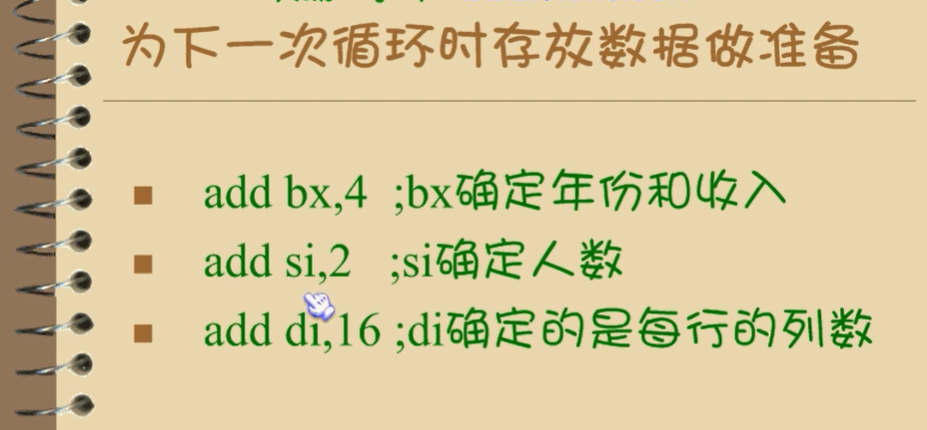 为下一次循环时存放数据做准备
add bx,4 ;bx确定年份和收入
add si,2 ;si确定人数
add di,16 ;di确定的是每行的列数